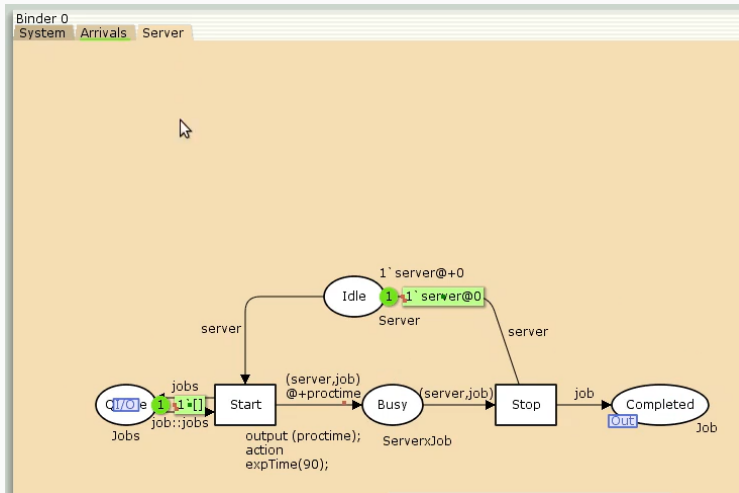 Binder 0
System Arrivals Server
1`server@+0
Idle 1 1`server@0
Server
server
server
jobs
(server,job)
@+proctime
(server,job)
job
I/O 1 1`[]
Start
Busy
Stop
Completed
job::jobs
Out
Jobs
Job
output (proctime);
action
expTime(90);
ServerxJob